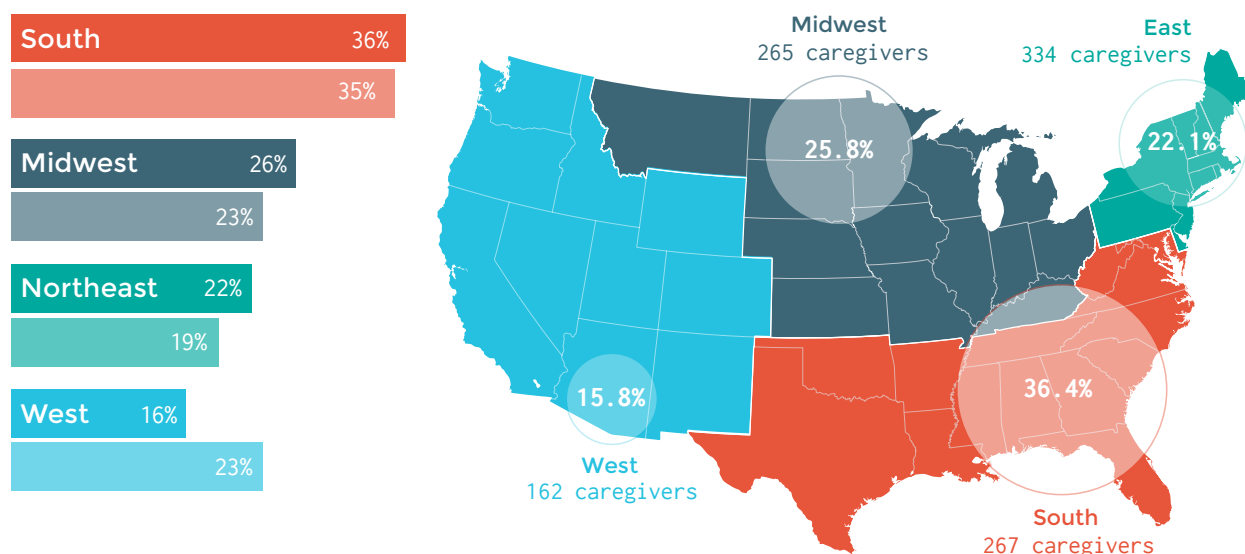 South 36%
35%
Midwest 26%
23%
Northeast 22%
19%
West 16%
23%
Midwest
265 caregivers
25.8%
East
334 caregivers
22.1%
15.8%
West
162 caregivers
36.4%
South
267 caregivers